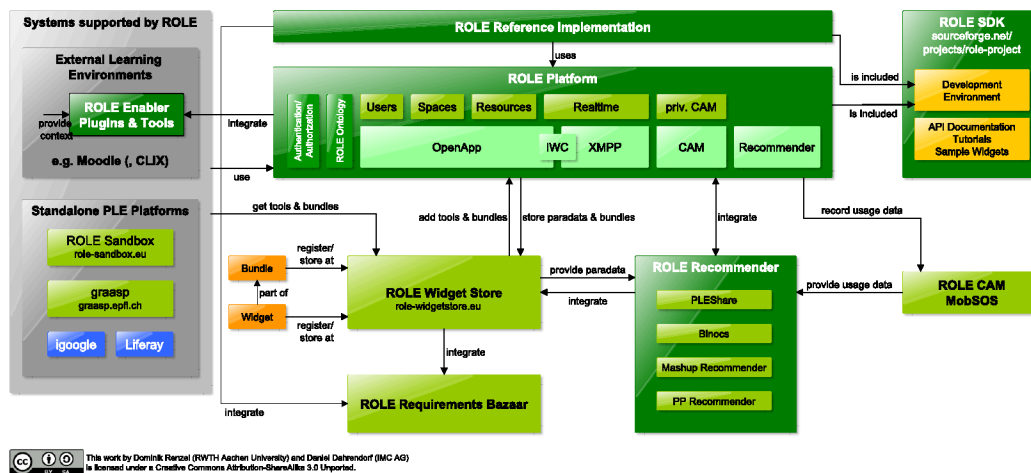 Systems supported by ROLE
External Learning
Environments
ROLE Enabler
Plugins & Tools
provide
context
e.g. Moodle (, CLIX)
Standalone PLE Platforms
ROLE Sandbox
role-sandbox.eu
graasp
graasp.epfl.ch
igoogle
Liferay
ROLE Reference Implementation
uses
ROLE Platform
integrate
use
Authentication/
Authorization
ROLE Ontology
Users
Spaces
Resources
Realtime
priv. CAM
OpenApp
IWC
XMPP
CAM
Recommender
ROLE SDK
sourceforge.net/
projects/role-project
is included
is included
Development
Environment
API Documentation
Tutorials
Sample Widgets
get tools & bundles
add tools & bundles
store paradata & bundles
integrate
record usage data
Bundle
part of
Widget
register/
store at
register/
store at
ROLE Widget Store
role-widgetstore.eu
provide paradata
integrate
ROLE Recommender
PLEShare
Binocs
Mashup Recommender
PP Recommender
provide usage data
ROLE CAM
MobSOS
integrate
integrate
ROLE Requirements Bazaar
cc
BY SA
This work by Dominik Renzel (RWTH Aachen University) and Daniel Dahrendorf (IMC AG)
is licensed under a Creative Commons Attribution-ShareAlike 3.0 Unported.